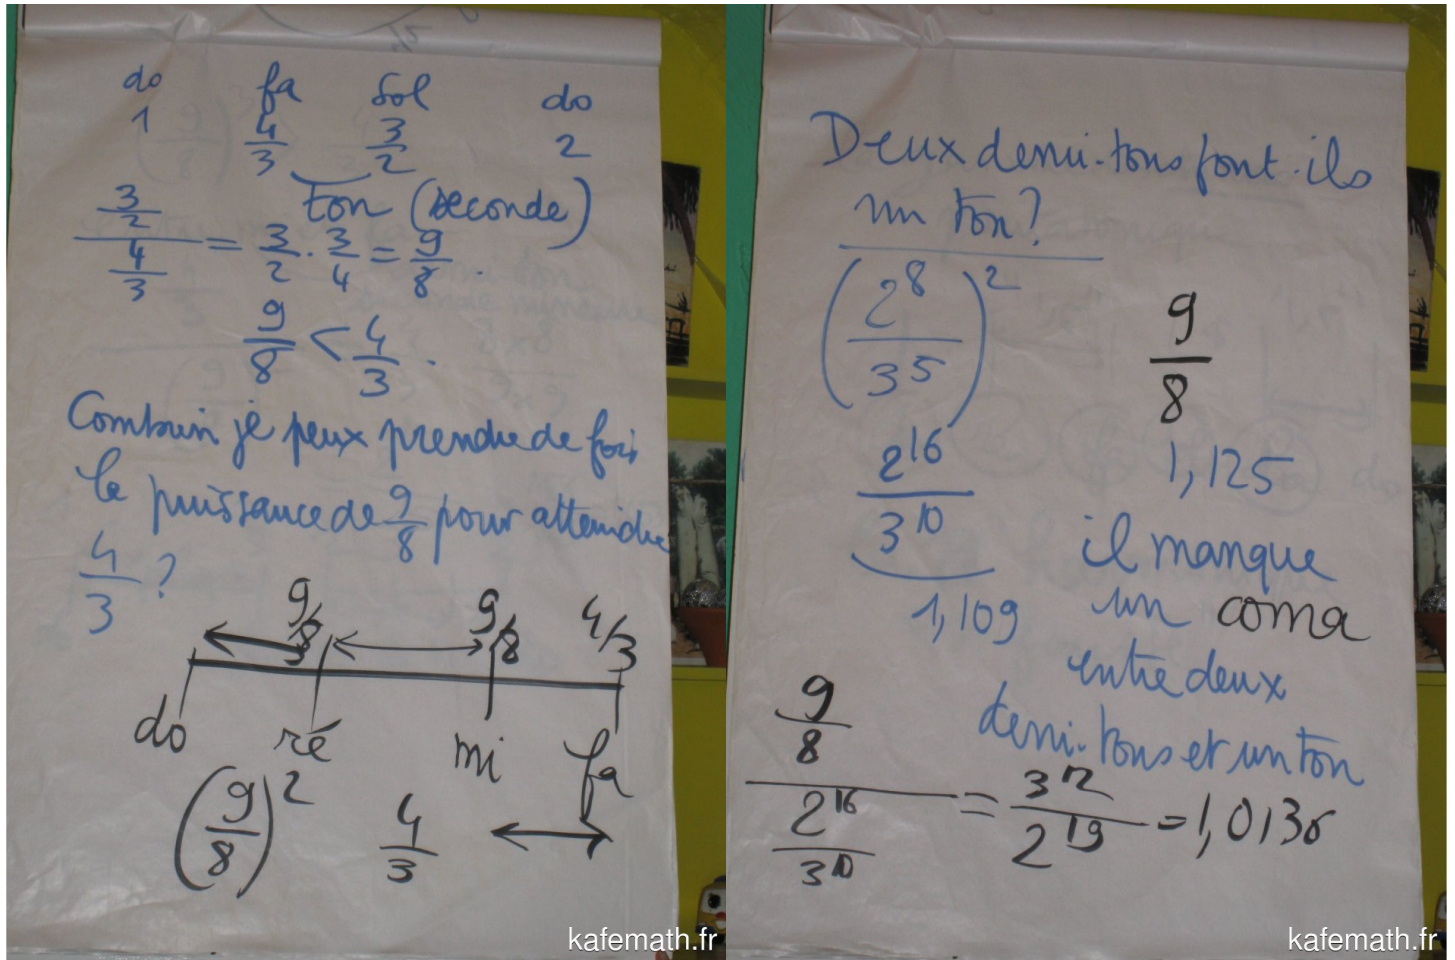 do fa sol do
1 4/3 3/2 2
ton (seconde)
(3/2)/(4/3) = 3/2 . 3/4 = 9/8
9/8 < 4/3 .
Combien je peux prendre de fois
la puissance de 9/8 pour atteindre
4/3 ?
9/8 9/8 4/3
do ré mi fa
(9/8)² 4/3
kafemath.fr
Deux demi-tons font-ils
un ton ?
(2⁸/3⁵)² 9/8
2¹⁶/3¹⁰ 1,125
1,109
il manque
un coma
entre deux
demi-tons et un ton
(9/8)/(2¹⁶/3¹⁰) = 3¹²/2¹⁹ = 1,0136
kafemath.fr